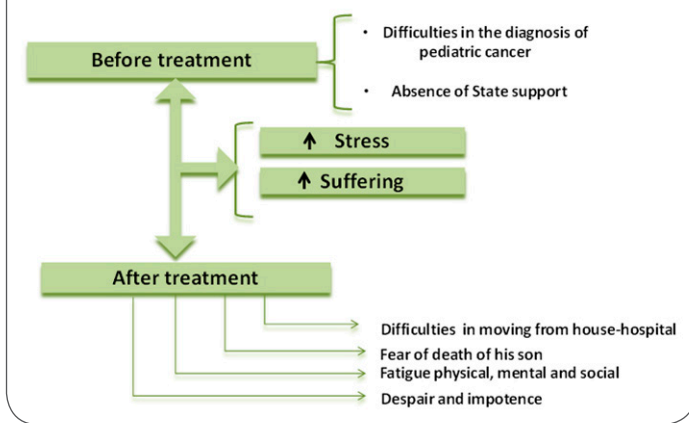 Before treatment
• Difficulties in the diagnosis of
pediatric cancer
• Absence of State support
↑ Stress
↑ Suffering
After treatment
Difficulties in moving from house-hospital
Fear of death of his son
Fatigue physical, mental and social
Despair and impotence